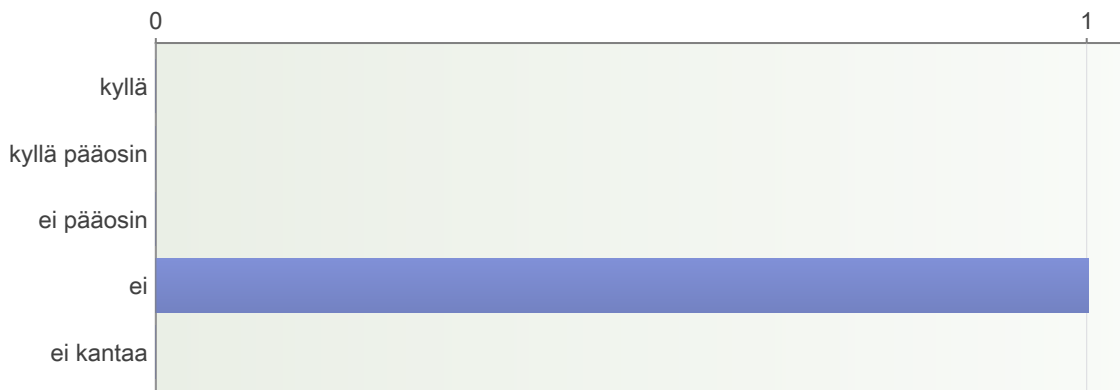 0 1
kyllä
kyllä pääosin
ei pääosin
ei
ei kantaa